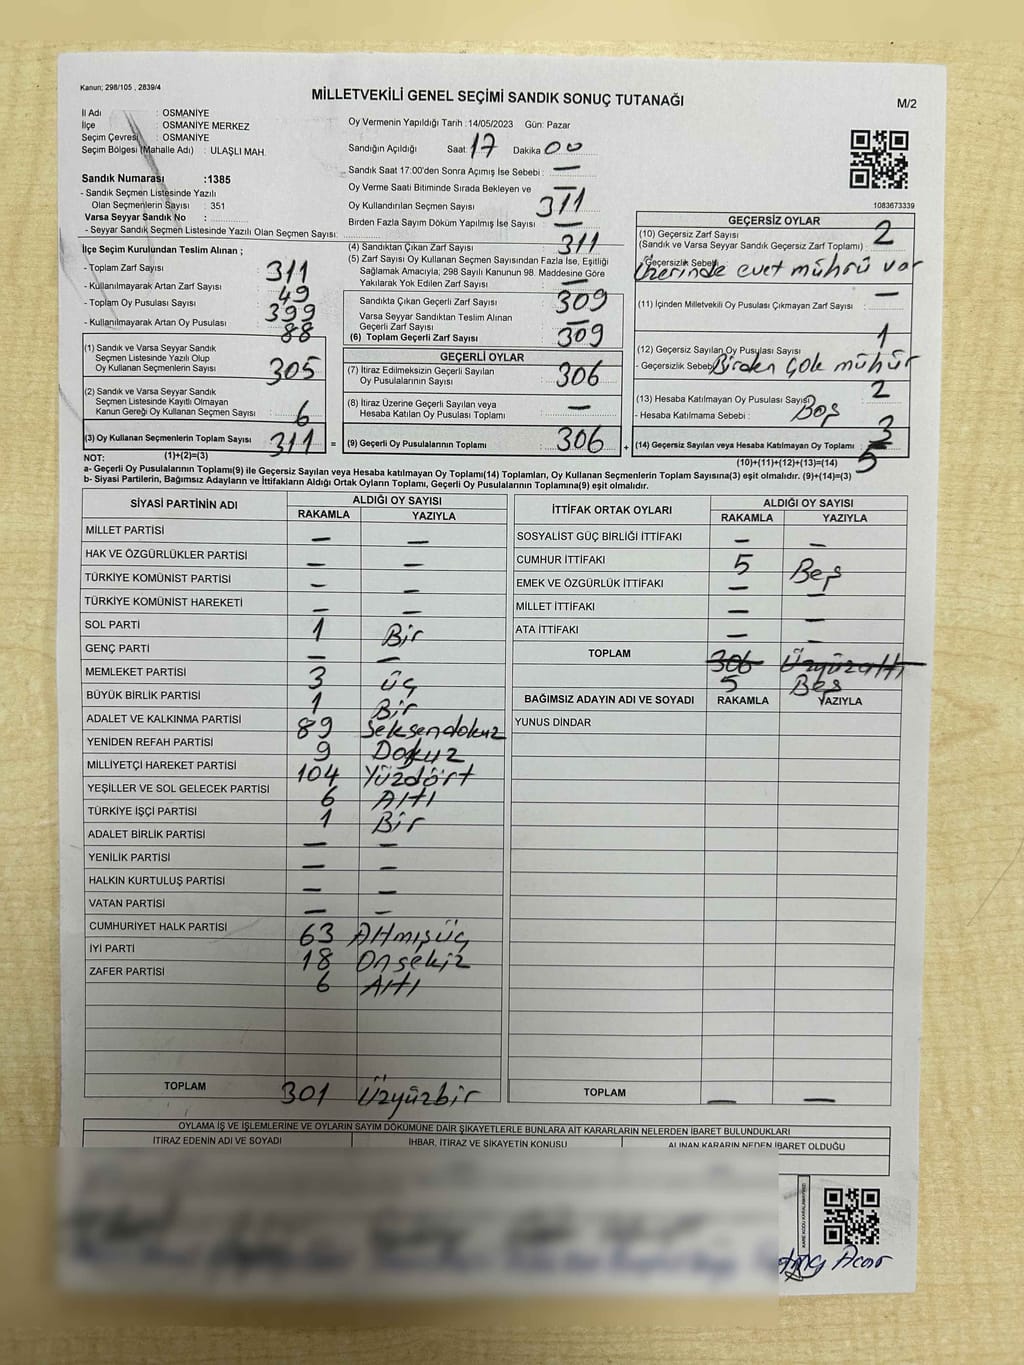 Kanun; 298/105 , 2839/4
MİLLETVEKİLİ GENEL SEÇİMİ SANDIK SONUÇ TUTANAĞI
M/2
İl Adı : OSMANİYE
İlçe : OSMANİYE MERKEZ
Seçim Çevresi : OSMANİYE
Seçim Bölgesi (Mahalle Adı) : ULAŞLI MAH.
Sandık Numarası :1385
- Sandık Seçmen Listesinde Yazılı
Olan Seçmenlerin Sayısı : 351
Varsa Seyyar Sandık No :
- Seyyar Sandık Seçmen Listesinde Yazılı Olan Seçmen Sayısı:
Oy Vermenin Yapıldığı Tarih :14/05/2023 Gün: Pazar
Sandığın Açıldığı Saat: 17 Dakika 00
Sandık Saat 17:00'den Sonra Açımış İse Sebebi : —
Oy Verme Saati Bitiminde Sırada Bekleyen ve —
Oy Kullandırılan Seçmen Sayısı 311
Birden Fazla Sayım Döküm Yapılmış İse Sayısı : —
1083673339
İlçe Seçim Kurulundan Teslim Alınan ;
- Toplam Zarf Sayısı : 311
- Kullanılmayarak Artan Zarf Sayısı : 49
- Toplam Oy Pusulası Sayısı : 399
- Kullanılmayarak Artan Oy Pusulası : 88
(1) Sandık ve Varsa Seyyar Sandık
Seçmen Listesinde Yazılı Olup
Oy Kullanan Seçmenlerin Sayısı : 305
(2) Sandık ve Varsa Seyyar Sandık
Seçmen Listesinde Kayıtlı Olmayan
Kanun Gereği Oy Kullanan Seçmen Sayısı : 6
(3) Oy Kullanan Seçmenlerin Toplam Sayısı : 311 =
(4) Sandıktan Çıkan Zarf Sayısı : 311
(5) Zarf Sayısı Oy Kullanan Seçmen Sayısından Fazla İse, Eşitliği
Sağlamak Amacıyla; 298 Sayılı Kanunun 98. Maddesine Göre
Yakılarak Yok Edilen Zarf Sayısı : —
Sandıkta Çıkan Geçerli Zarf Sayısı : 309
Varsa Seyyar Sandıktan Teslim Alınan
Geçerli Zarf Sayısı : —
(6) Toplam Geçerli Zarf Sayısı : 309
GEÇERLİ OYLAR
(7) İtiraz Edilmeksizin Geçerli Sayılan
Oy Pusulalarının Sayısı : 306
(8) İtiraz Üzerine Geçerli Sayılan veya
Hesaba Katılan Oy Pusulası Toplamı : —
(9) Geçerli Oy Pusulalarının Toplamı : 306 +
GEÇERSİZ OYLAR
(10) Geçersiz Zarf Sayısı : 2
(Sandık ve Varsa Seyyar Sandık Geçersiz Zarf Toplamı)
- Geçersizlik Sebebi
Üzerinde evet mührü var
(11) İçinden Milletvekili Oy Pusulası Çıkmayan Zarf Sayısı : —
(12) Geçersiz Sayılan Oy Pusulası Sayısı : 1
- Geçersizlik Sebebi Birden çok mühür
(13) Hesaba Katılmayan Oy Pusulası Sayısı : 2
- Hesaba Katılmama Sebebi : Boş
(14) Geçersiz Sayılan veya Hesaba Katılmayan Oy Toplamı : 3
5
NOT: (1)+(2)=(3)
(10)+(11)+(12)+(13)=(14)
a- Geçerli Oy Pusulalarının Toplamı(9) ile Geçersiz Sayılan veya Hesaba katılmayan Oy Toplamı(14) Toplamları, Oy Kullanan Seçmenlerin Toplam Sayısına(3) eşit olmalıdır. (9)+(14)=(3)
b- Siyasi Partilerin, Bağımsız Adayların ve İttifakların Aldığı Ortak Oyların Toplamı, Geçerli Oy Pusulalarının Toplamına(9) eşit olmalıdır.
SİYASİ PARTİNİN ADI ALDIĞI OY SAYISI
RAKAMLA YAZIYLA
MİLLET PARTİSİ — —
HAK VE ÖZGÜRLÜKLER PARTİSİ — —
TÜRKİYE KOMÜNİST PARTİSİ — —
TÜRKİYE KOMÜNİST HAREKETİ — —
SOL PARTİ 1 Bir
GENÇ PARTİ — —
MEMLEKET PARTİSİ 3 üç
BÜYÜK BİRLİK PARTİSİ 1 Bir
ADALET VE KALKINMA PARTİSİ 89 Seksendokuz
YENİDEN REFAH PARTİSİ 9 Dokuz
MİLLİYETÇİ HAREKET PARTİSİ 104 Yüzdört
YEŞİLLER VE SOL GELECEK PARTİSİ 6 Altı
TÜRKİYE İŞÇİ PARTİSİ 1 Bir
ADALET BİRLİK PARTİSİ — —
YENİLİK PARTİSİ — —
HALKIN KURTULUŞ PARTİSİ — —
VATAN PARTİSİ — —
CUMHURİYET HALK PARTİSİ 63 Altmışüç
İYİ PARTİ 18 Onsekiz
ZAFER PARTİSİ 6 Altı
TOPLAM 301 Üzyüzbir
İTTİFAK ORTAK OYLARI ALDIĞI OY SAYISI
RAKAMLA YAZIYLA
SOSYALİST GÜÇ BİRLİĞİ İTTİFAKI — —
CUMHUR İTTİFAKI 5 Beş
EMEK VE ÖZGÜRLÜK İTTİFAKI — —
MİLLET İTTİFAKI — —
ATA İTTİFAKI — —
TOPLAM 306 Üzyüzaltı
5 Beş
BAĞIMSIZ ADAYIN ADI VE SOYADI RAKAMLA YAZIYLA
YUNUS DİNDAR
TOPLAM — —
OYLAMA İŞ VE İŞLEMLERİNE VE OYLARIN SAYIM DÖKÜMÜNE DAİR ŞİKAYETLERLE BUNLARA AİT KARARLARIN NELERDEN İBARET BULUNDUKLARI
İTİRAZ EDENİN ADI VE SOYADI İHBAR, İTİRAZ VE ŞİKAYETİN KONUSU ALINAN KARARIN NEDEN İBARET OLDUĞU